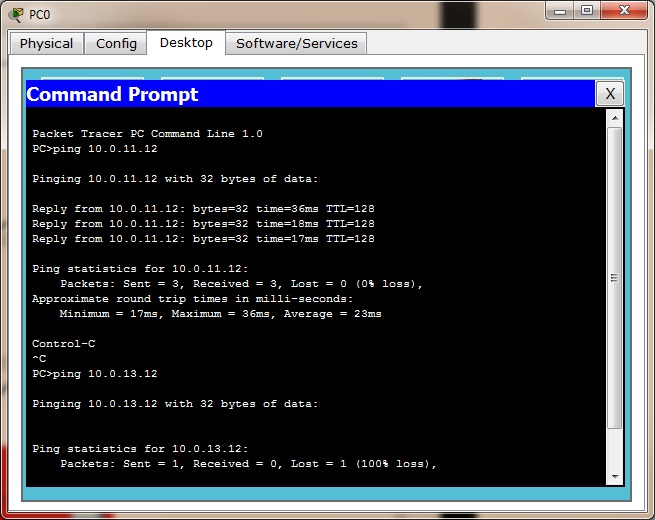 PC0
Physical Config Desktop Software/Services
Command Prompt X
Packet Tracer PC Command Line 1.0
PC>ping 10.0.11.12
Pinging 10.0.11.12 with 32 bytes of data:
Reply from 10.0.11.12: bytes=32 time=36ms TTL=128
Reply from 10.0.11.12: bytes=32 time=18ms TTL=128
Reply from 10.0.11.12: bytes=32 time=17ms TTL=128
Ping statistics for 10.0.11.12:
Packets: Sent = 3, Received = 3, Lost = 0 (0% loss),
Approximate round trip times in milli-seconds:
Minimum = 17ms, Maximum = 36ms, Average = 23ms
Control-C
^C
PC>ping 10.0.13.12
Pinging 10.0.13.12 with 32 bytes of data:
Ping statistics for 10.0.13.12:
Packets: Sent = 1, Received = 0, Lost = 1 (100% loss),